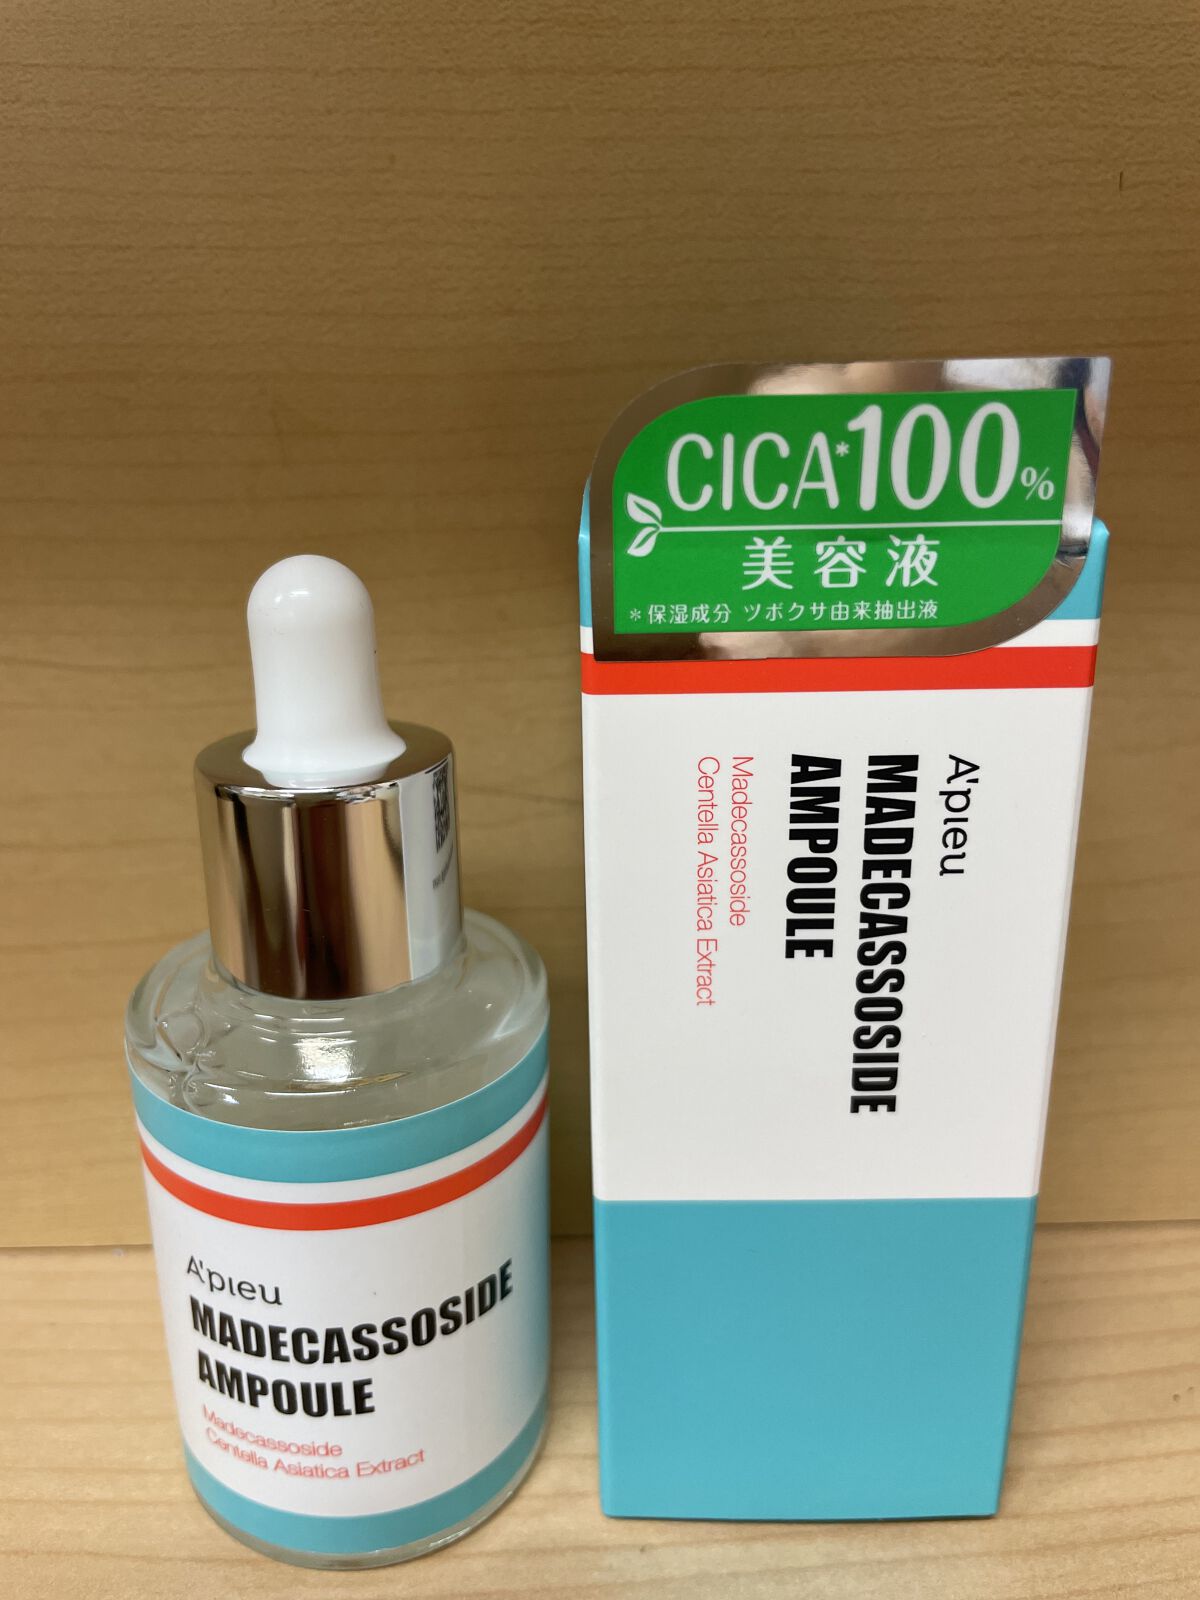 CICA*100%
美容液
*保湿成分 ツボクサ由来抽出液
A'pieu
MADECASSOSIDE
AMPOULE
Madecassoside
Centella Asiatica Extract
A'pieu
MADECASSOSIDE
AMPOULE
Madecassoside
Centella Asiatica Extract